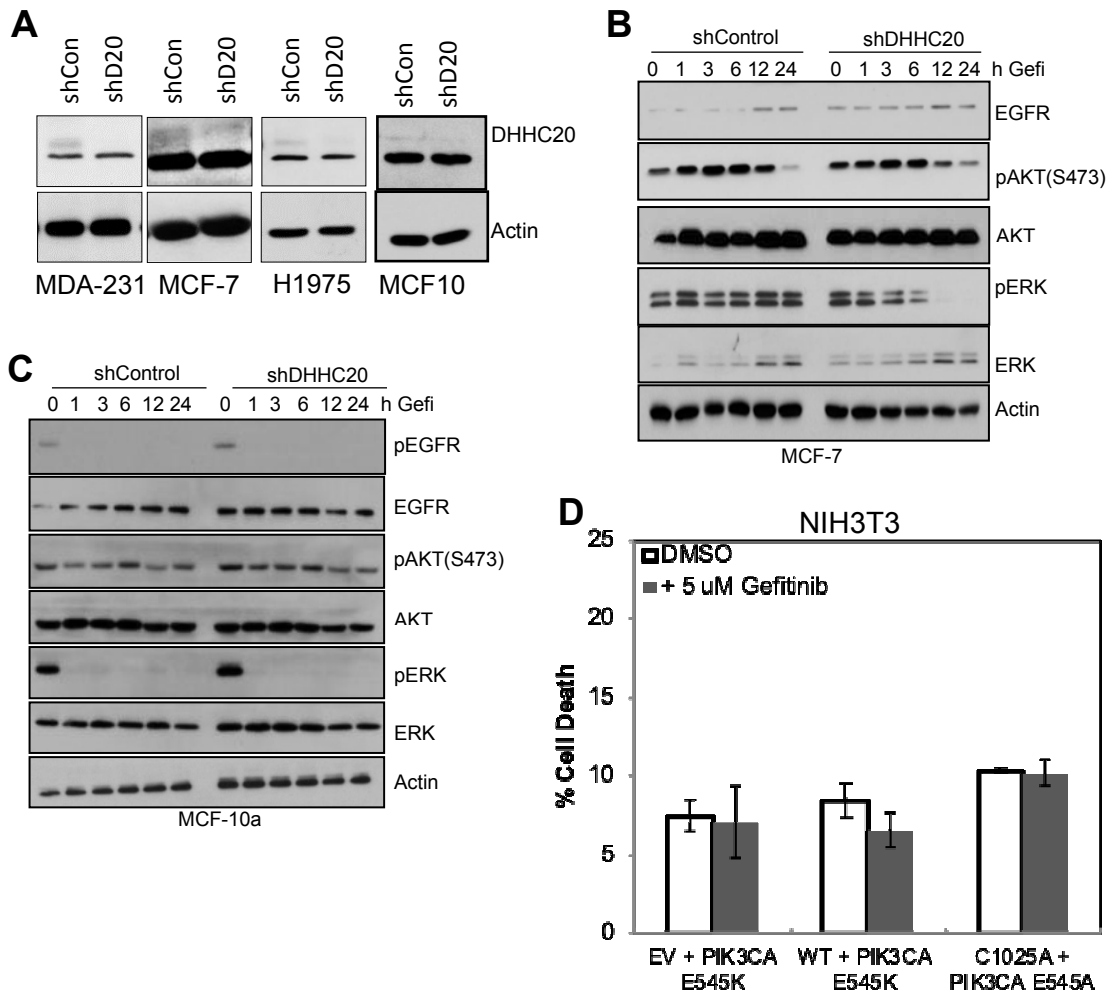 A
shCon
shD20
shCon
shD20
shCon
shD20
shCon
shD20
DHHC20
Actin
MDA-231
MCF-7
H1975
MCF10
B
shControl
shDHHC20
0 1 3 6 12 24
0 1 3 6 12 24
h Gefi
EGFR
pAKT(S473)
AKT
pERK
ERK
Actin
MCF-7
C
shControl
shDHHC20
0 1 3 6 12 24
0 1 3 6 12 24
h Gefi
pEGFR
EGFR
pAKT(S473)
AKT
pERK
ERK
Actin
MCF-10a
D
NIH3T3
DMSO
+ 5 uM Gefitinib
% Cell Death
25
20
15
10
5
0
EV + PIK3CA
E545K
WT + PIK3CA
E545K
C1025A +
PIK3CA E545A